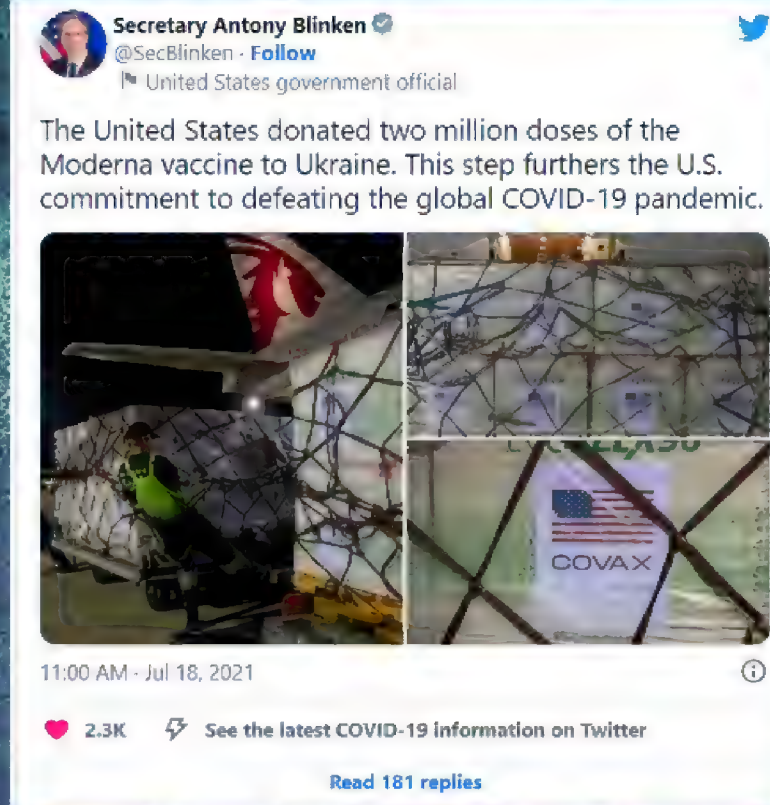 Secretary Antony Blinken
@SecBlinken · Follow
United States government official
The United States donated two million doses of the
Moderna vaccine to Ukraine. This step furthers the U.S.
commitment to defeating the global COVID-19 pandemic.
COVAX
11:00 AM · Jul 18, 2021
2.3K See the latest COVID-19 information on Twitter
Read 181 replies